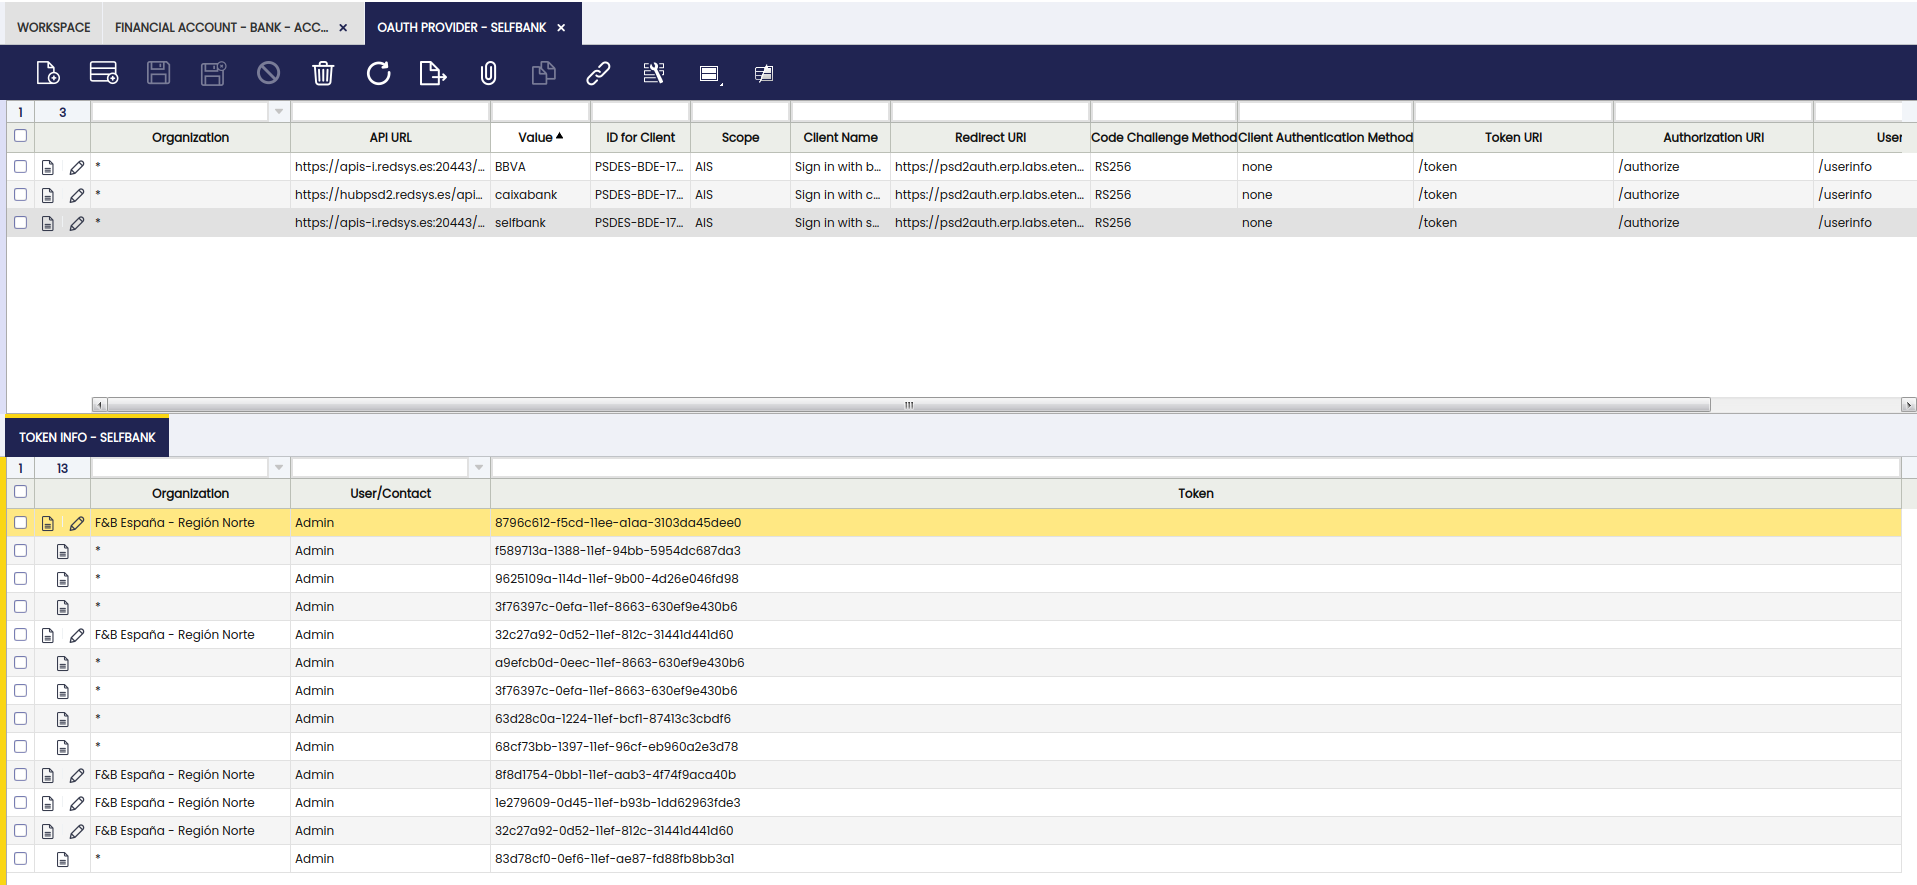 WORKSPACE FINANCIAL ACCOUNT - BANK - ACC... × OAUTH PROVIDER - SELFBANK ×
1 3
Organization API URL Value ID for Client Scope Client Name Redirect URI Code Challenge Method Client Authentication Method Token URI Authorization URI User
* https://apis-i.redsys.es:20443/... BBVA PSDES-BDE-17... AIS Sign in with b... https://psd2auth.erp.labs.eten... RS256 none /token /authorize /userinfo
* https://hubpsd2.redsys.es/api... caixabank PSDES-BDE-17... AIS Sign in with c... https://psd2auth.erp.labs.eten... RS256 none /token /authorize /userinfo
* https://apis-i.redsys.es:20443/... selfbank PSDES-BDE-17... AIS Sign in with s... https://psd2auth.erp.labs.eten... RS256 none /token /authorize /userinfo
TOKEN INFO - SELFBANK
1 13
Organization User/Contact Token
F&B España - Región Norte Admin 8796c612-f5cd-11ee-a1aa-3103da45dee0
* Admin f589713a-1388-11ef-94bb-5954dc687da3
* Admin 9625109a-114d-11ef-9b00-4d26e046fd98
* Admin 3f76397c-0efa-11ef-8663-630ef9e430b6
F&B España - Región Norte Admin 32c27a92-0d52-11ef-812c-31441d441d60
* Admin a9efcb0d-0eec-11ef-8663-630ef9e430b6
* Admin 3f76397c-0efa-11ef-8663-630ef9e430b6
* Admin 63d28c0a-1224-11ef-bcf1-87413c3cbdf6
* Admin 68cf73bb-1397-11ef-96cf-eb960a2e3d78
F&B España - Región Norte Admin 8f8d1754-0bb1-11ef-aab3-4f74f9aca40b
F&B España - Región Norte Admin 1e279609-0d45-11ef-b93b-1dd62963fde3
F&B España - Región Norte Admin 32c27a92-0d52-11ef-812c-31441d441d60
* Admin 83d78cf0-0ef6-11ef-ae87-fd88fb8bb3a1